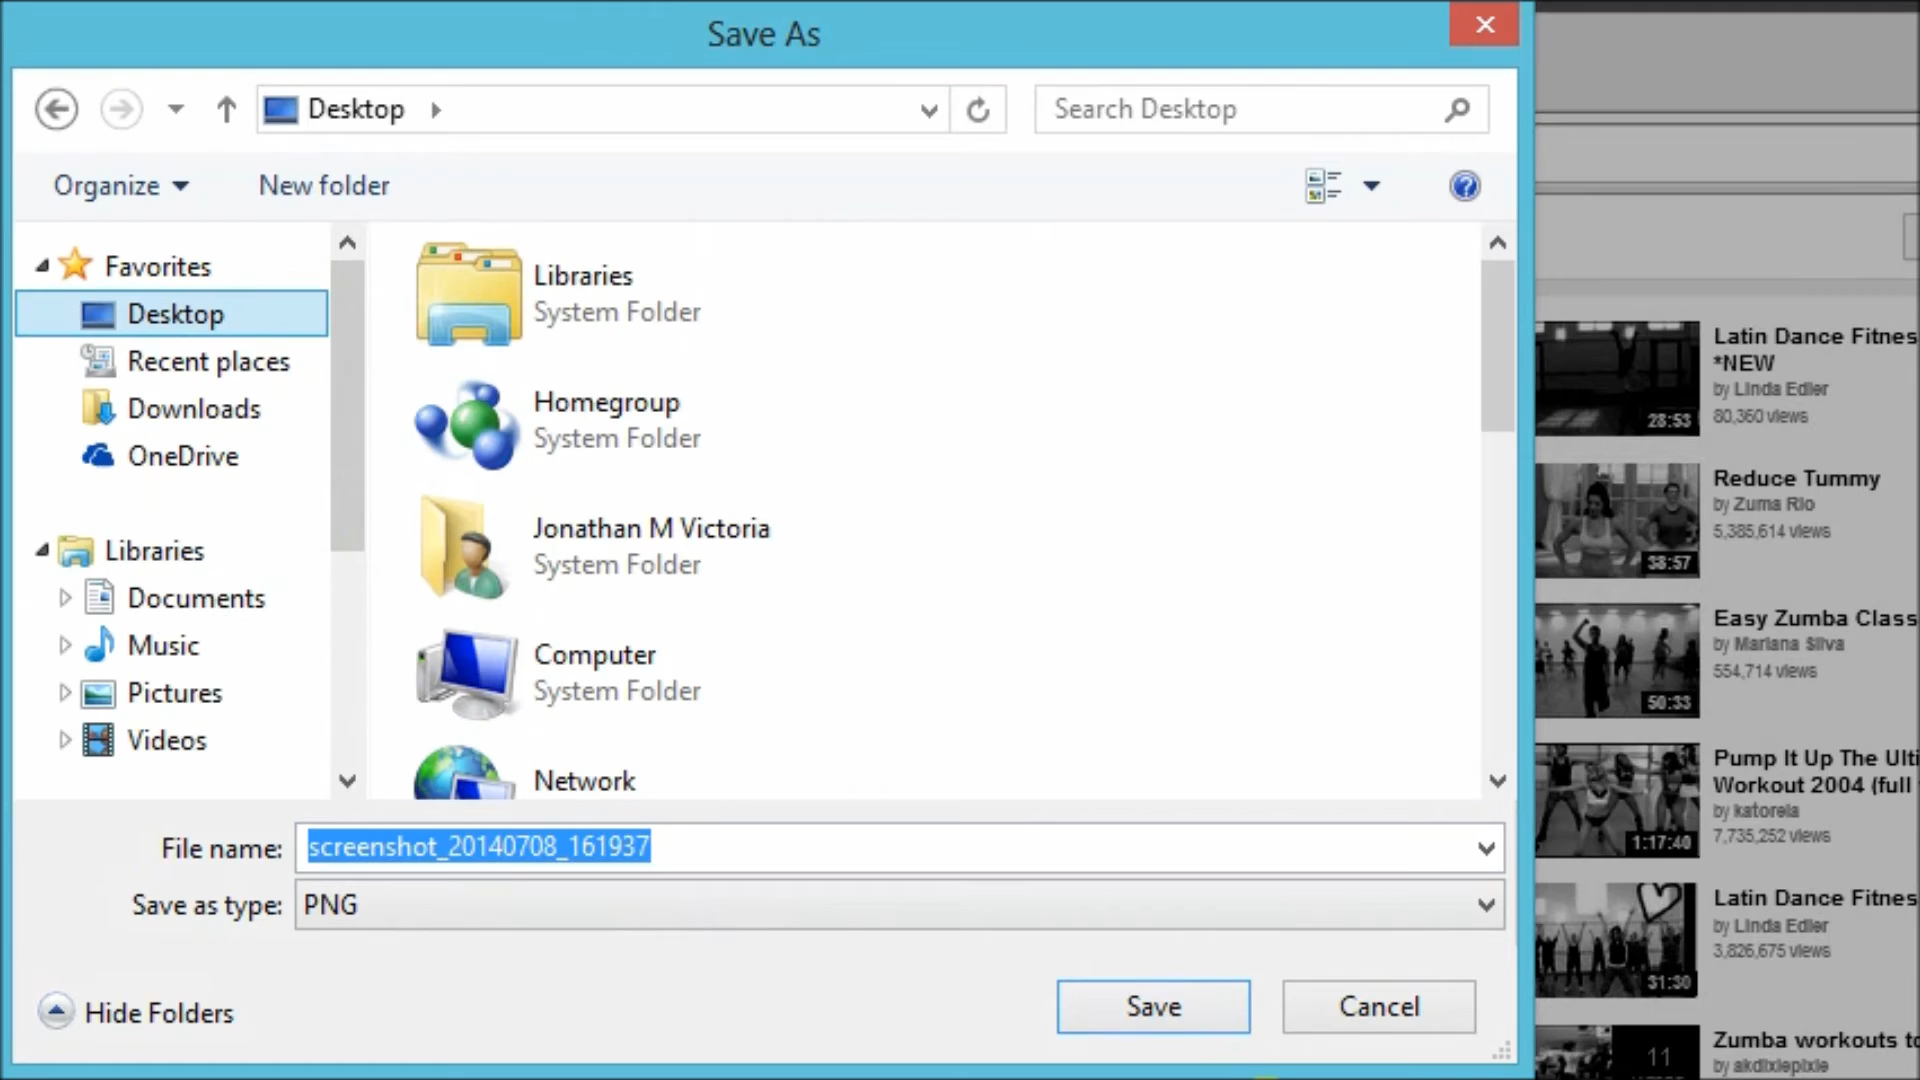 Save As
Desktop
Search Desktop
Organize
New folder
Favorites
Desktop
Recent places
Downloads
OneDrive
Libraries
Documents
Music
Pictures
Videos
Libraries
System Folder
Homegroup
System Folder
Jonathan M Victoria
System Folder
Computer
System Folder
Network
File name: screenshot_20140708_161937
Save as type: PNG
Hide Folders
Save
Cancel
Latin Dance Fitnes
*NEW
by Linda Edler
80,360 views
28:53
Reduce Tummy
by Zuma Rio
5,385,614 views
38:57
Easy Zumba Class
by Mariana Silva
554,714 views
50:33
Pump It Up The Ulti
Workout 2004 (full
by katorela
7,735,252 views
1:17:40
Latin Dance Fitnes
by Linda Edler
3,826,675 views
31:30
Zumba workouts to
by akdixiepixie
11